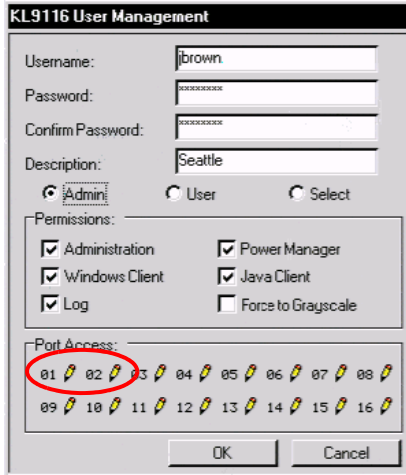 KL9116 User Management
Username: jbrown
Password: xxxxxxxx
Confirm Password: xxxxxxxx
Description: Seattle
Admin User Select
Permissions:
Administration Power Manager
Windows Client Java Client
Log Force to Grayscale
Port Access:
01 02 03 04 05 06 07 08
09 10 11 12 13 14 15 16
OK Cancel